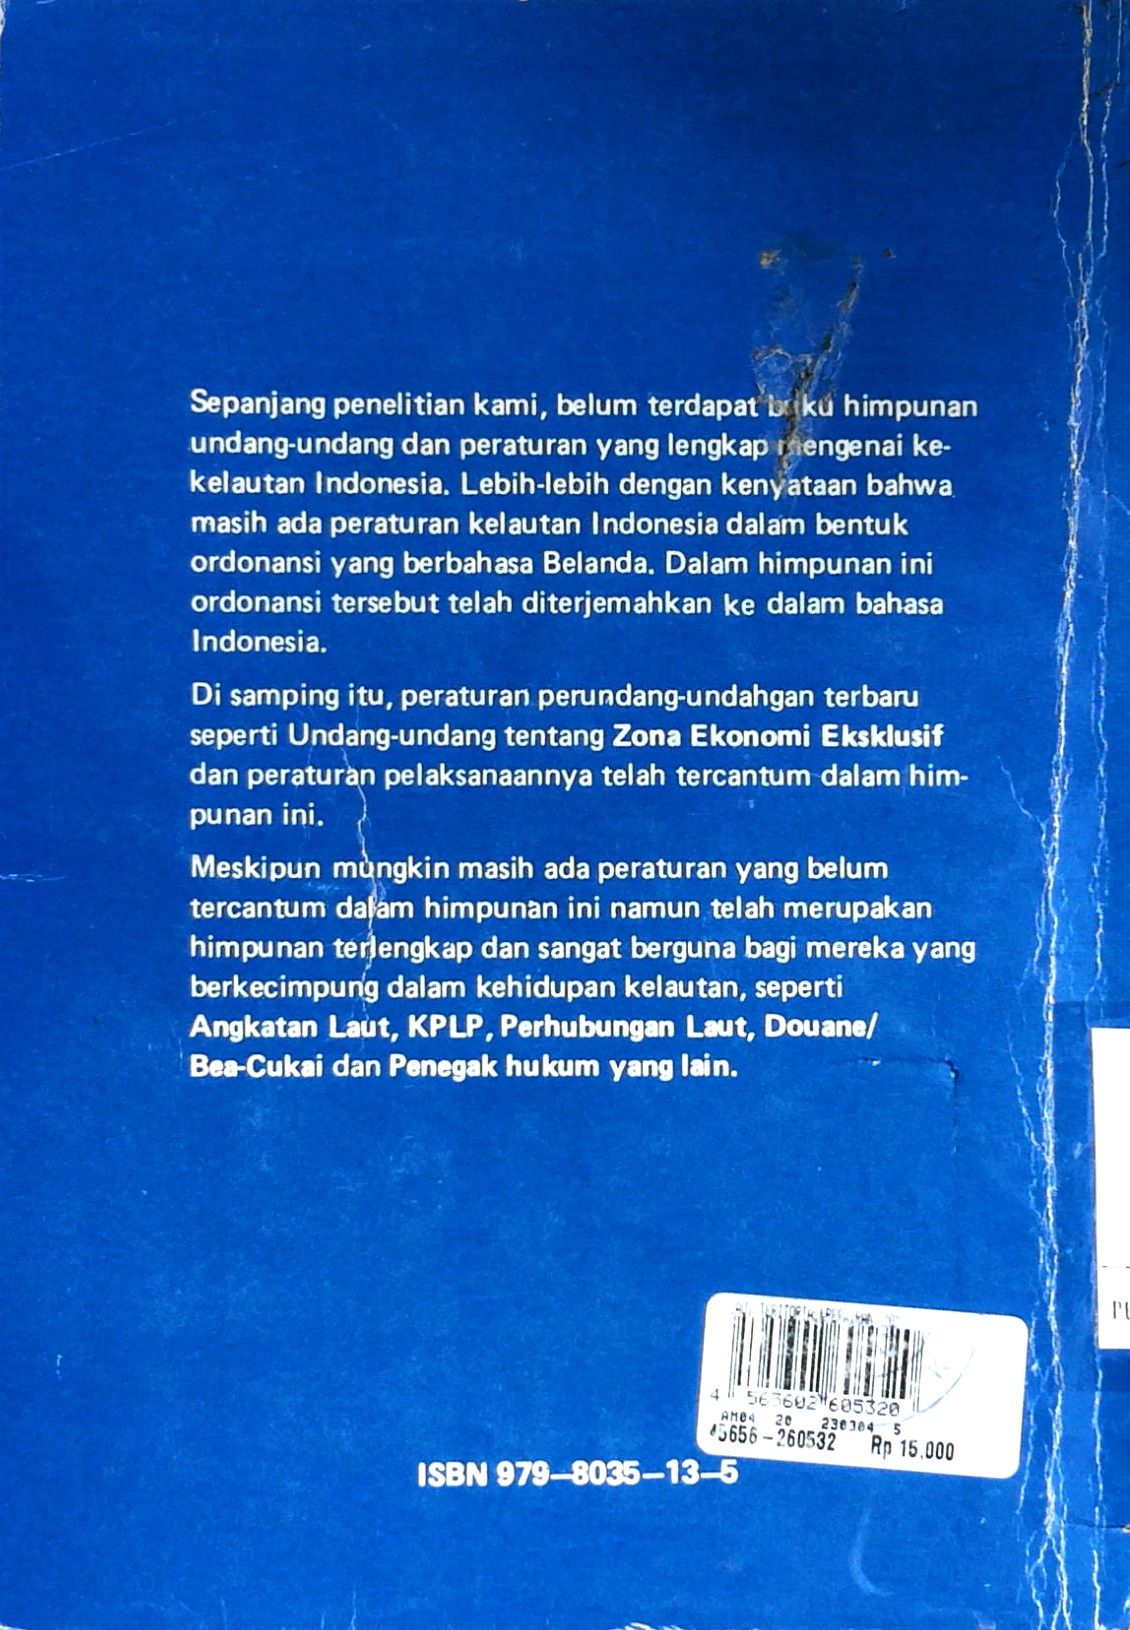 Sepanjang penelitian kami, belum terdapat buku himpunan
undang-undang dan peraturan yang lengkap mengenai ke-
kelautan Indonesia. Lebih-lebih dengan kenyataan bahwa
masih ada peraturan kelautan Indonesia dalam bentuk
ordonansi yang berbahasa Belanda. Dalam himpunan ini
ordonansi tersebut telah diterjemahkan ke dalam bahasa
Indonesia.
Di samping itu, peraturan perundang-undahgan terbaru
seperti Undang-undang tentang Zona Ekonomi Eksklusif
dan peraturan pelaksanaannya telah tercantum dalam him-
punan ini.
Meskipun mungkin masih ada peraturan yang belum
tercantum dalam himpunan ini namun telah merupakan
himpunan terlengkap dan sangat berguna bagi mereka yang
berkecimpung dalam kehidupan kelautan, seperti
Angkatan Laut, KPLP, Perhubungan Laut, Douane/
Bea-Cukai dan Penegak hukum yang lain.
4 565602 605320
AM04 20 230304 5
45656-260532 Rp 15.000
ISBN 979–8035–13–5